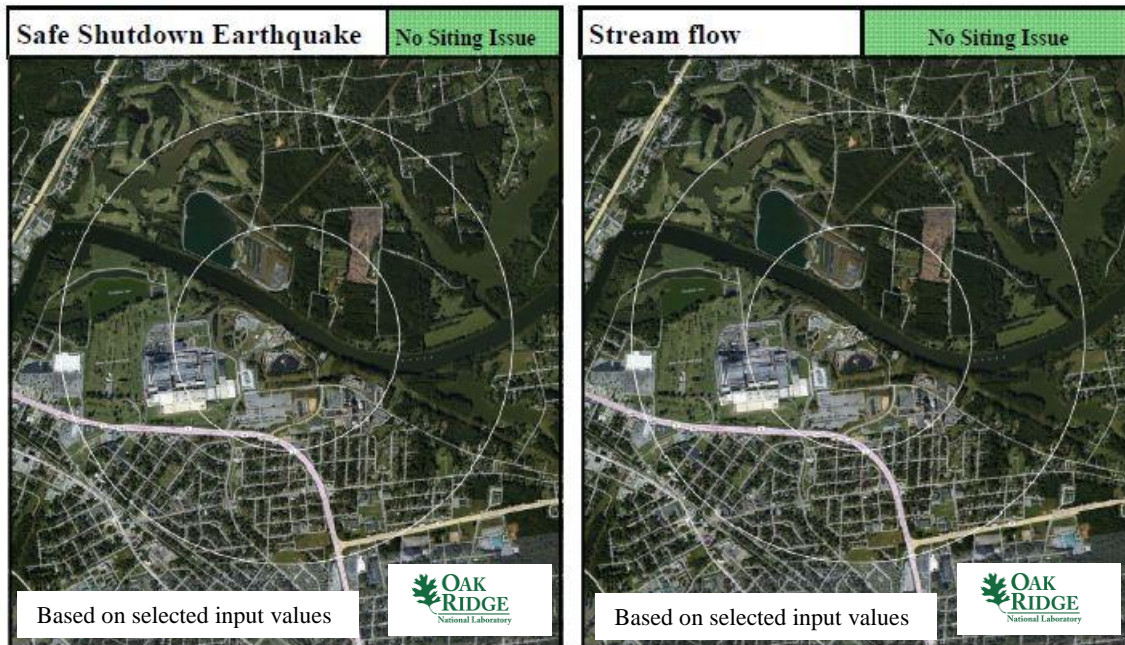 Safe Shutdown Earthquake
No Siting Issue
Based on selected input values
OAK
RIDGE
National Laboratory
Stream flow
No Siting Issue
Based on selected input values
OAK
RIDGE
National Laboratory